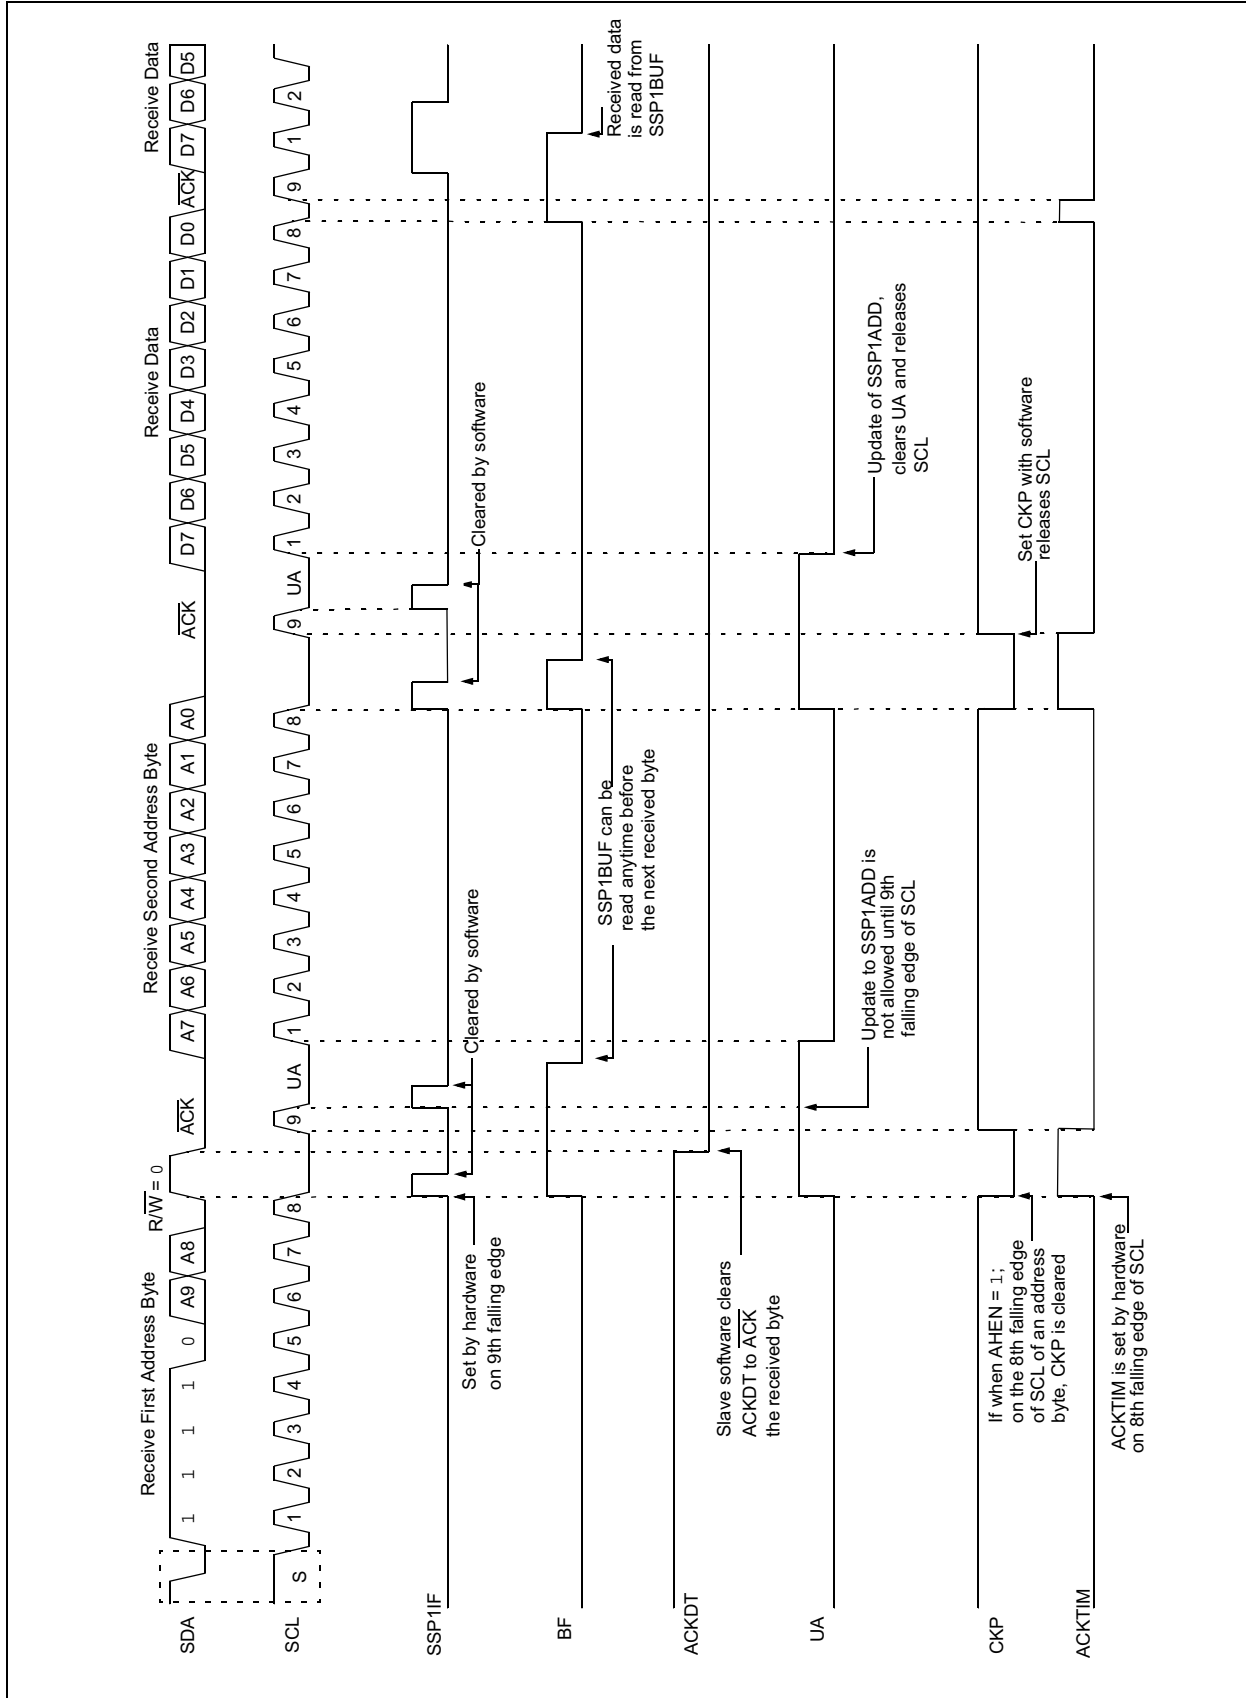 Receive First Address Byte
R/W = 0
ACK
Receive Second Address Byte
ACK
Receive Data
ACK
Receive Data
SDA
1 1 1 1 0 A9 A8
A7 A6 A5 A4 A3 A2 A1 A0
D7 D6 D5 D4 D3 D2 D1 D0
D7 D6 D5
SCL
S
1 2 3 4 5 6 7 8 9 UA
1 2 3 4 5 6 7 8 9 UA
1 2 3 4 5 6 7 8 9
1 2
SSP1IF
Set by hardware
on 9th falling edge
Cleared by software
Cleared by software
BF
SSP1BUF can be
read anytime before
the next received byte
Received data
is read from
SSP1BUF
ACKDT
Slave software clears
ACKDT to ACK
the received byte
UA
Update to SSP1ADD is
not allowed until 9th
falling edge of SCL
Update of SSP1ADD,
clears UA and releases
SCL
CKP
If when AHEN = 1;
on the 8th falling edge
of SCL of an address
byte, CKP is cleared
Set CKP with software
releases SCL
ACKTIM
ACKTIM is set by hardware
on 8th falling edge of SCL